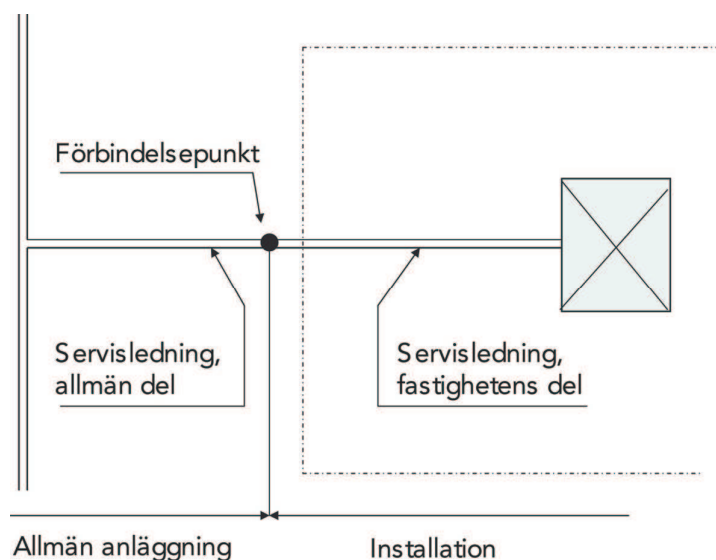 Förbindelsepunkt
Servisledning,
allmän del
Servisledning,
fastighetens del
Allmän anläggning
Installation